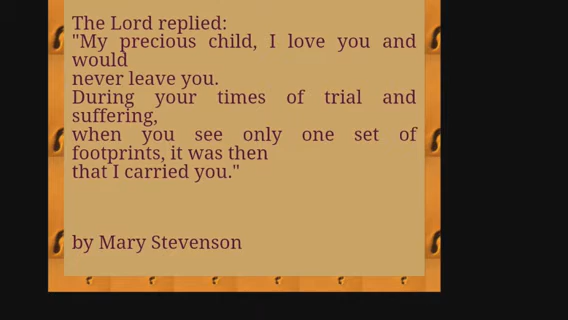 The Lord replied:
"My precious child, I love you and
would
never leave you.
During your times of trial and
suffering,
when you see only one set of
footprints, it was then
that I carried you."
by Mary Stevenson